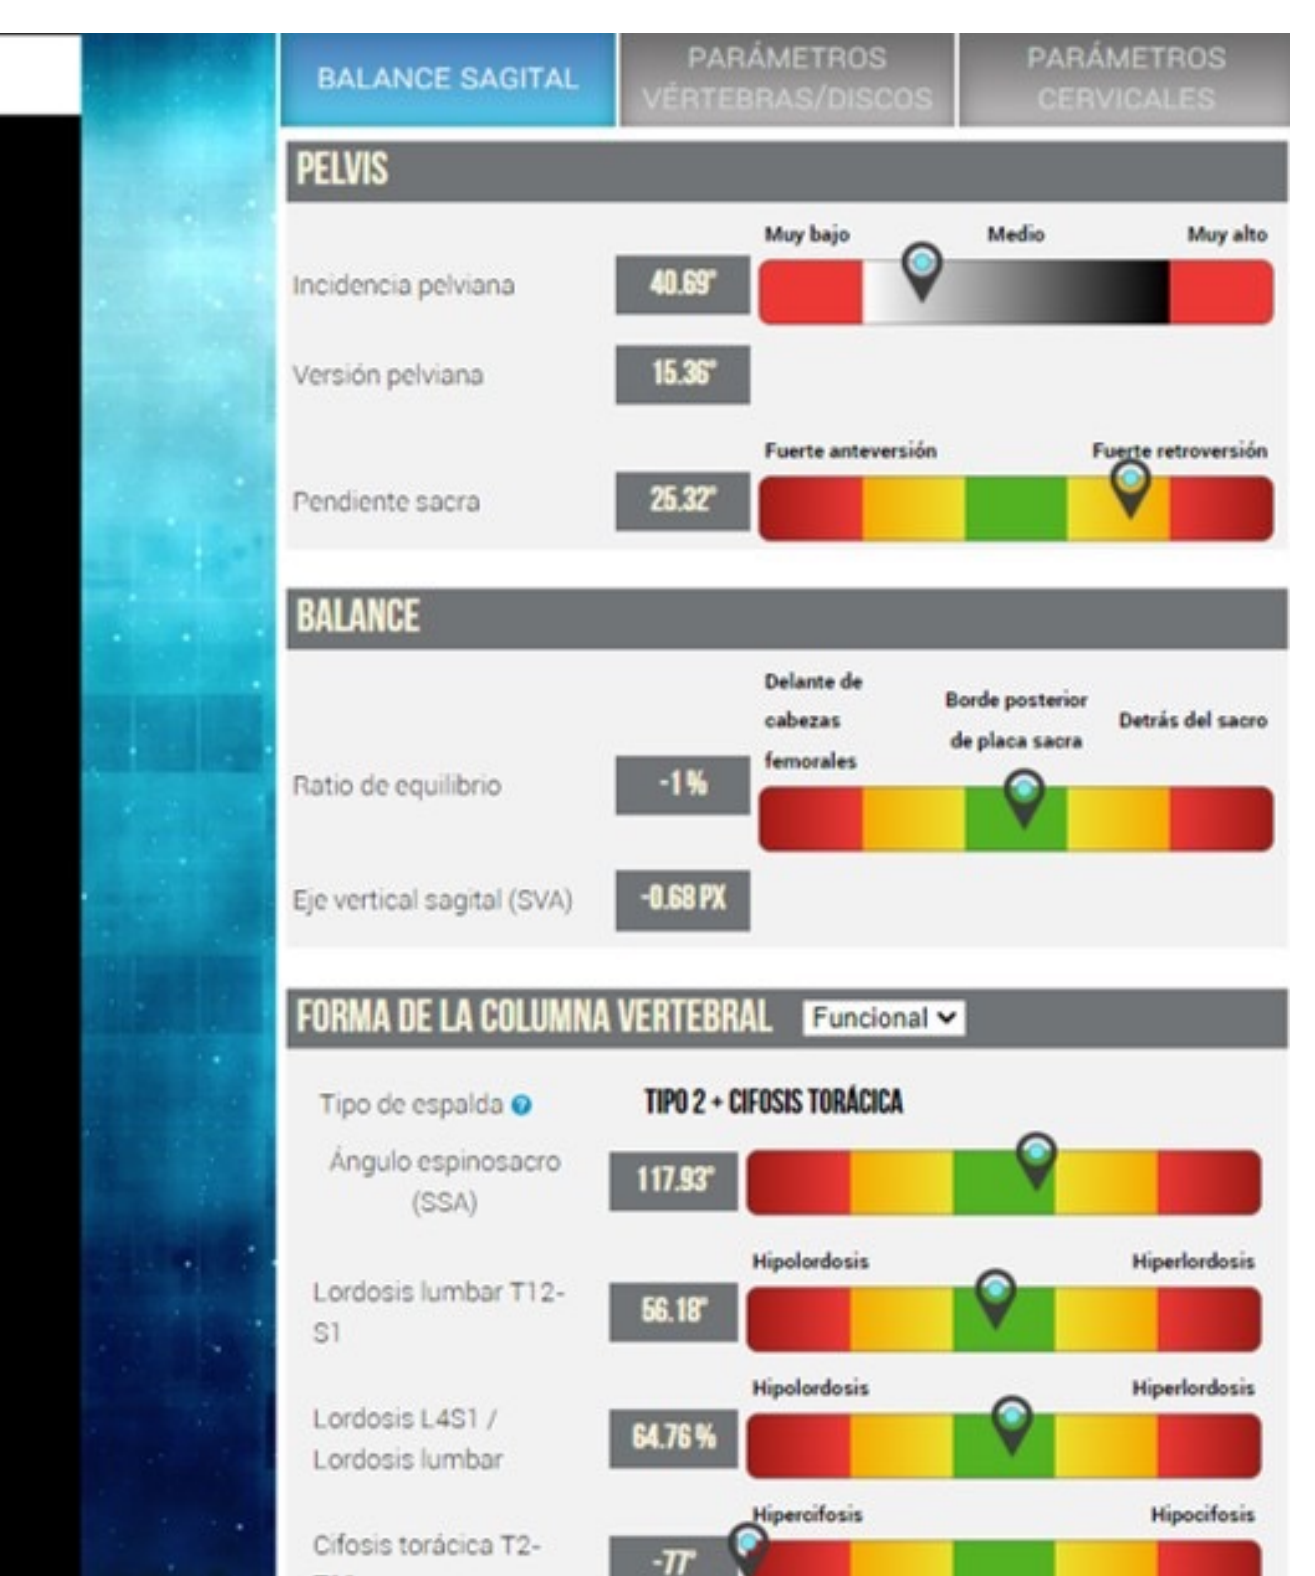 BALANCE SAGITAL
PARÁMETROS
VÉRTEBRAS/DISCOS
PARÁMETROS
CERVICALES
PELVIS
Muy bajo Medio Muy alto
Incidencia pelviana 40.69°
Versión pelviana 15.36°
Fuerte anteversión Fuerte retroversión
Pendiente sacra 25.32°
BALANCE
Delante de
cabezas
femorales
Borde posterior
de placa sacra
Detrás del sacro
Ratio de equilibrio -1 %
Eje vertical sagital (SVA) -0.68 PX
FORMA DE LA COLUMNA VERTEBRAL Funcional
Tipo de espalda ? TIPO 2 + CIFOSIS TORÁCICA
Ángulo espinosacro
(SSA)
117.93°
Hipolordosis Hiperlordosis
Lordosis lumbar T12-
S1
56.18°
Hipolordosis Hiperlordosis
Lordosis L4S1 /
Lordosis lumbar
64.76 %
Hipercifosis Hipocifosis
Cifosis torácica T2-
-77°